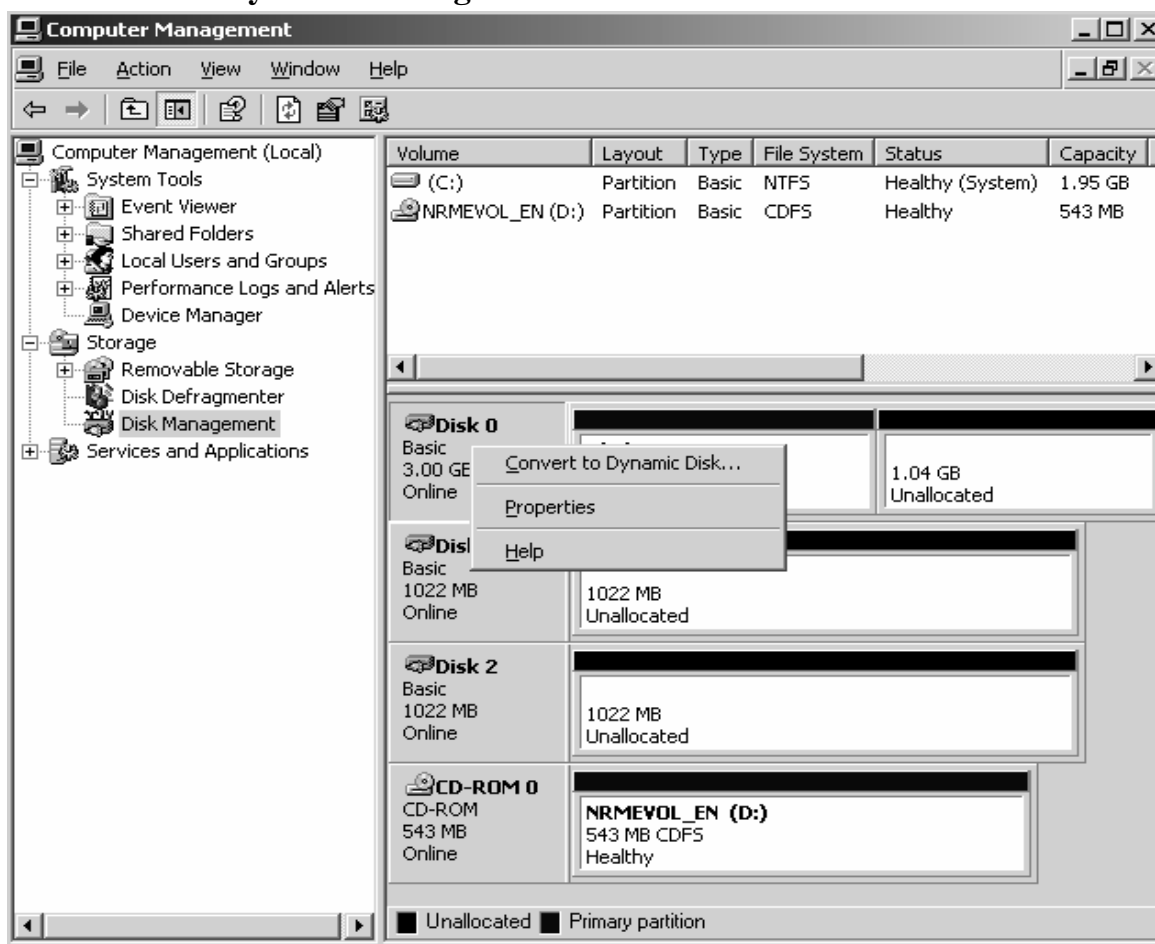 Computer Management
File Action View Window Help
Computer Management (Local)
System Tools
Event Viewer
Shared Folders
Local Users and Groups
Performance Logs and Alerts
Device Manager
Storage
Removable Storage
Disk Defragmenter
Disk Management
Services and Applications
Volume Layout Type File System Status Capacity
(C:) Partition Basic NTFS Healthy (System) 1.95 GB
NRMEVOL_EN (D:) Partition Basic CDFS Healthy 543 MB
Disk 0
Basic
3.00 GB
Online
1.04 GB
Unallocated
Convert to Dynamic Disk...
Properties
Help
Basic
1022 MB
Online
1022 MB
Unallocated
Disk 2
Basic
1022 MB
Online
1022 MB
Unallocated
CD-ROM 0
CD-ROM
543 MB
Online
NRMEVOL_EN (D:)
543 MB CDFS
Healthy
Unallocated Primary partition